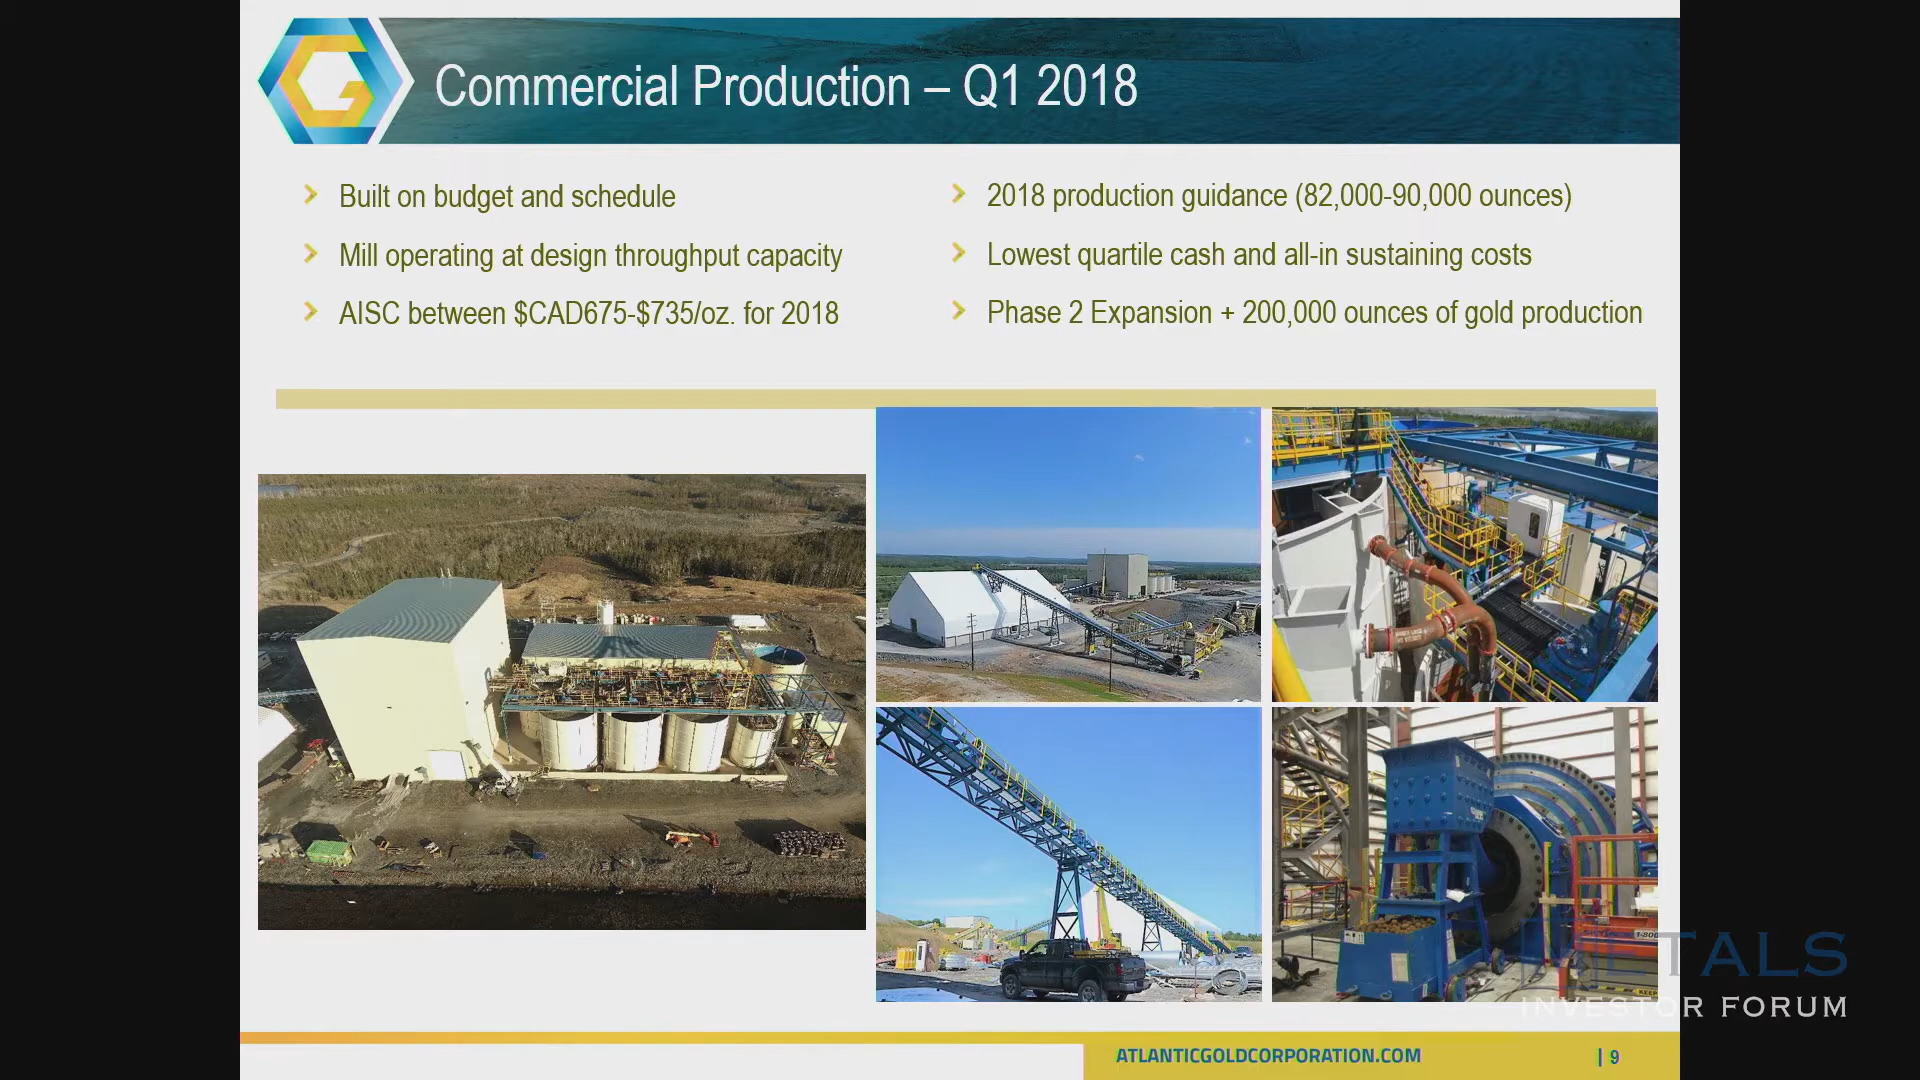 Commercial Production – Q1 2018
Built on budget and schedule
Mill operating at design throughput capacity
AISC between $CAD675-$735/oz. for 2018
2018 production guidance (82,000-90,000 ounces)
Lowest quartile cash and all-in sustaining costs
Phase 2 Expansion + 200,000 ounces of gold production
METALS
INVESTOR FORUM
ATLANTICGOLDCORPORATION.COM
| 9